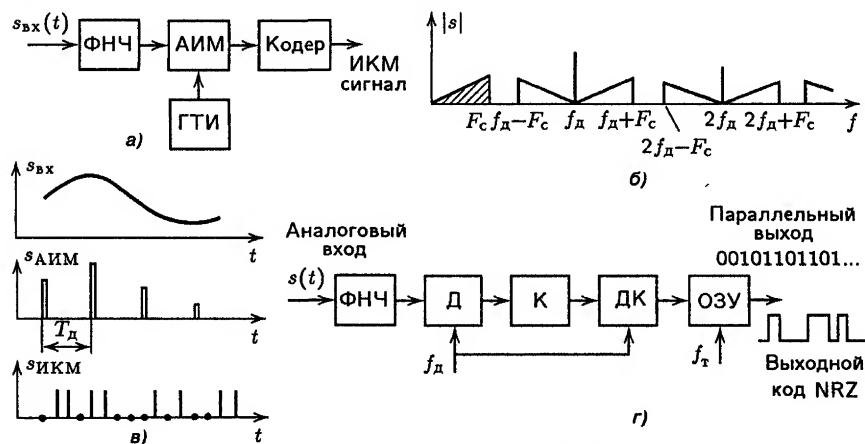 s_вх(t)
ФНЧ
АИМ
Кодер
ИКМ
сигнал
ГТИ
а)
|s|
F_c f_д−F_c f_д f_д+F_c 2f_д−F_c 2f_д 2f_д+F_c f
б)
s_вх
t
s_АИМ
T_д
t
s_ИКМ
t
в)
Аналоговый
вход
s(t)
ФНЧ
Д
К
ДК
ОЗУ
f_д
f_т
Параллельный
выход
00101101101...
Выходной
код NRZ
г)